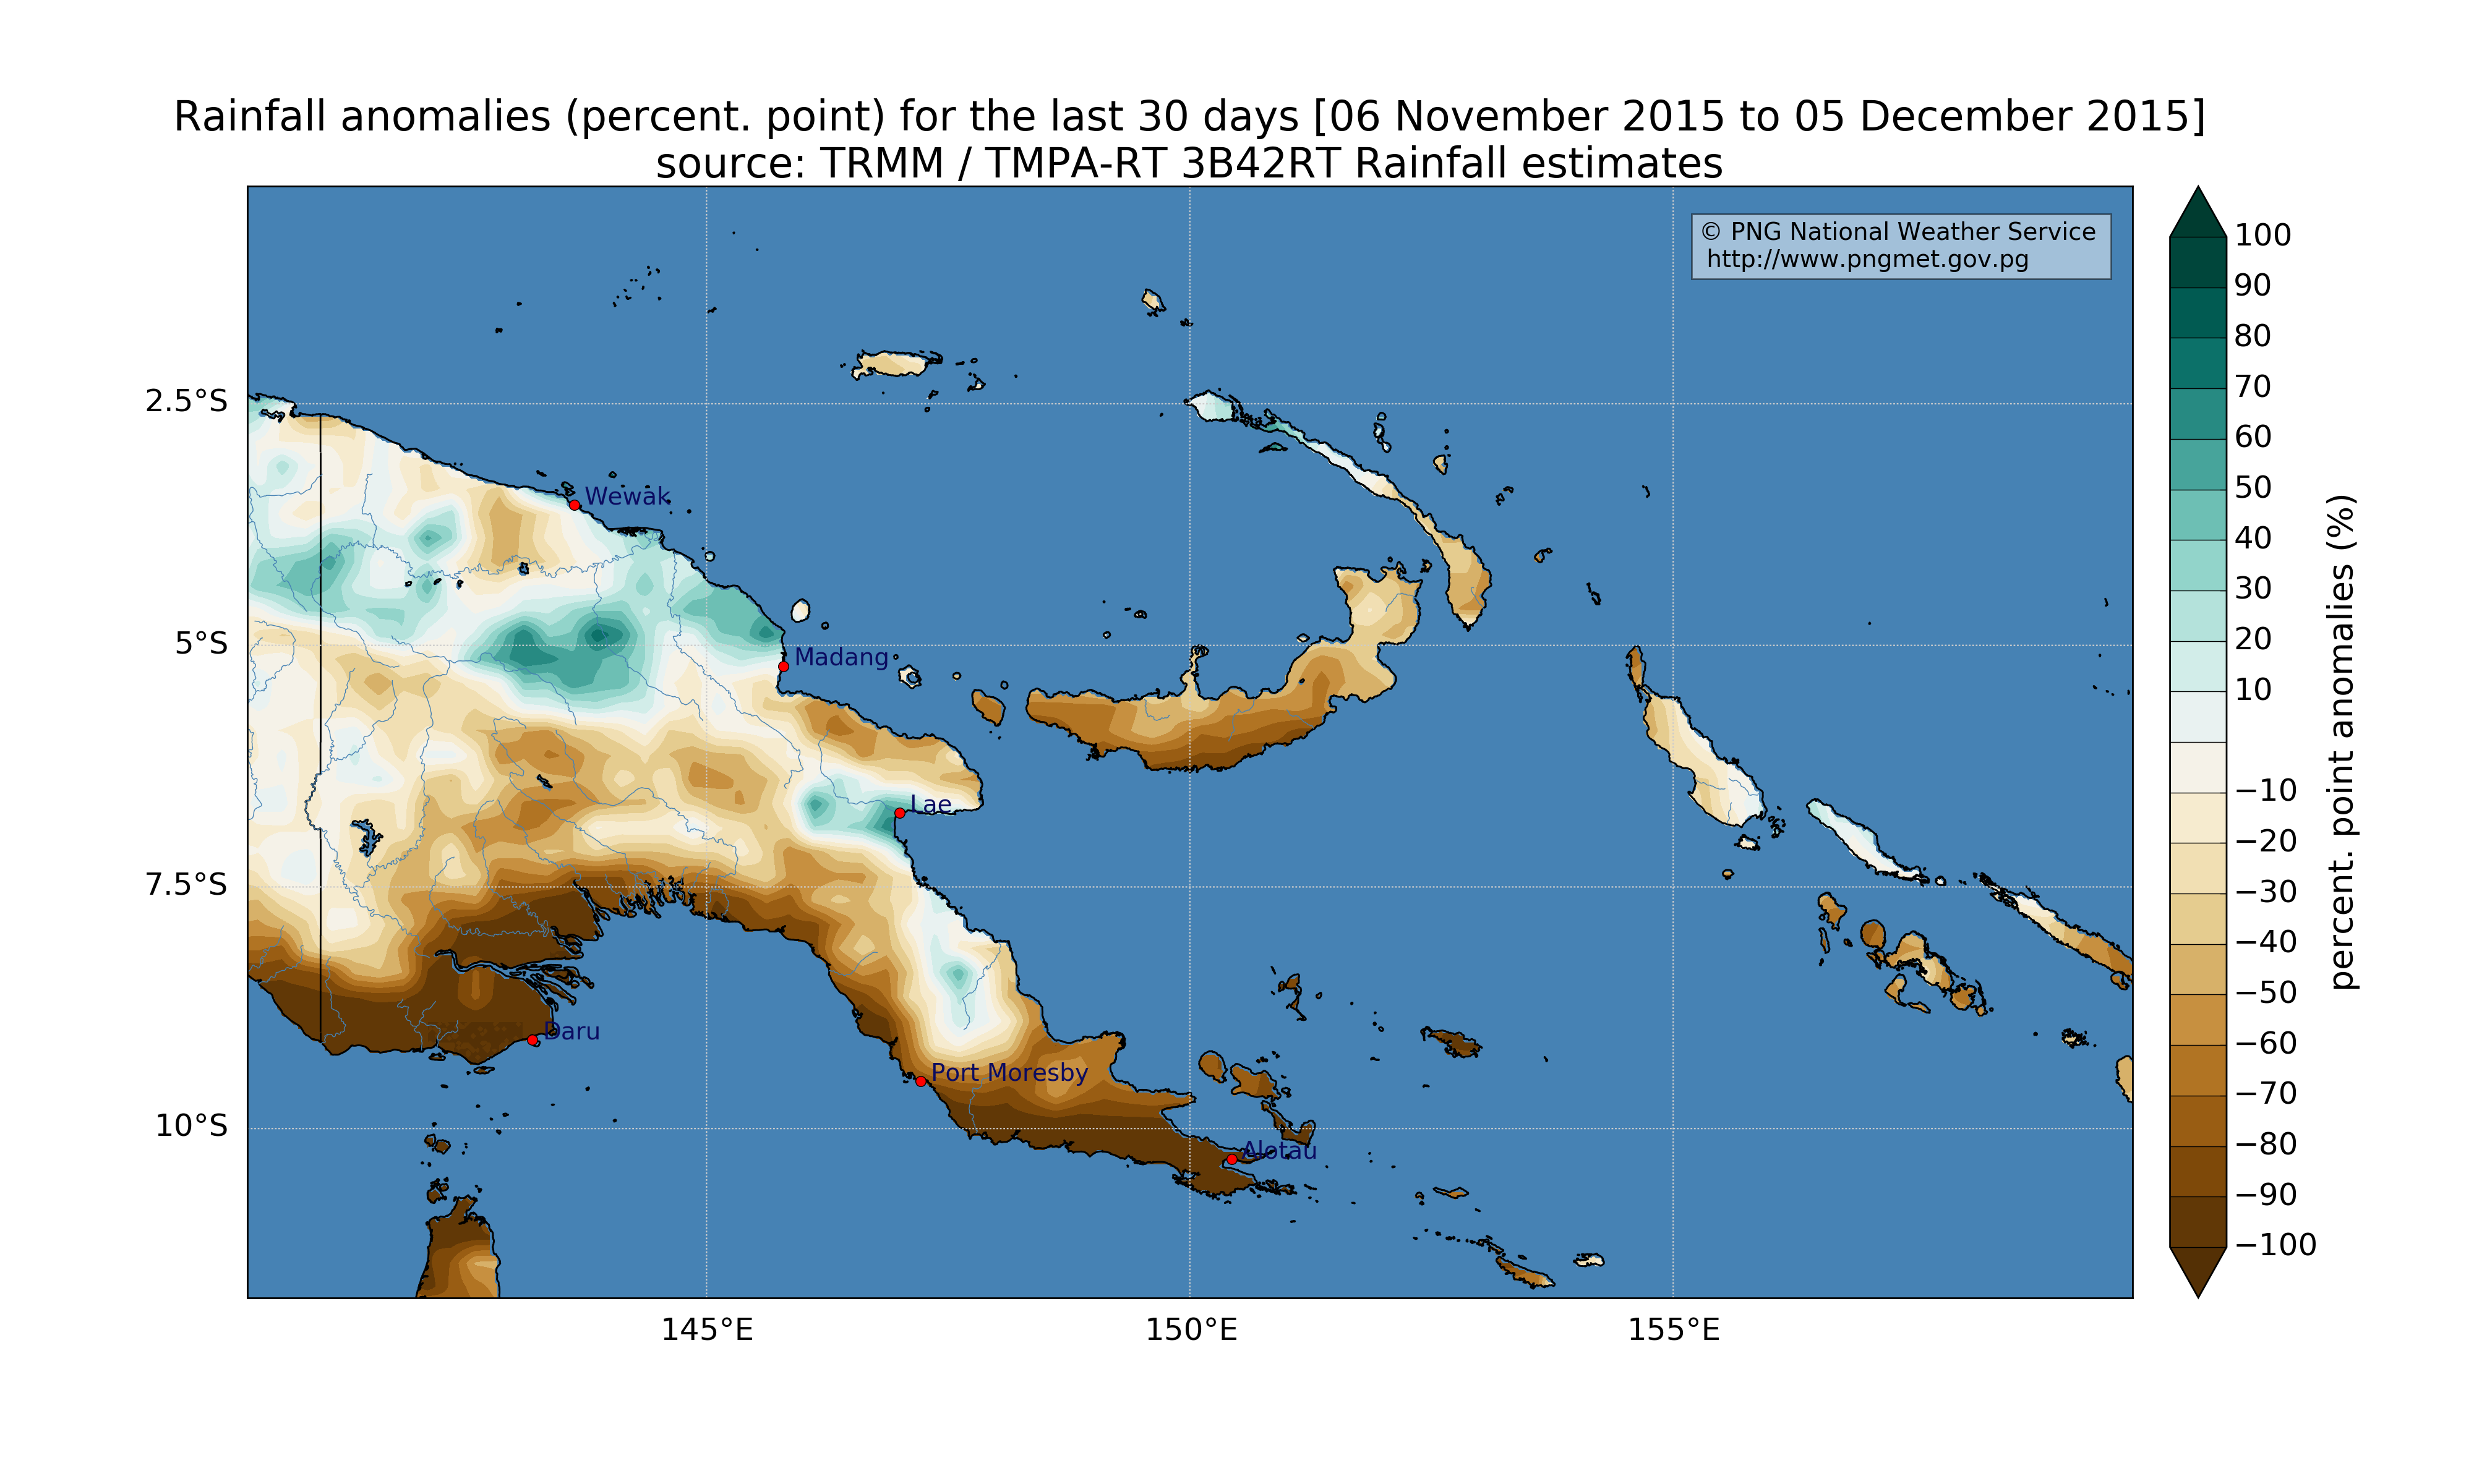 Rainfall anomalies (percent. point) for the last 30 days [06 November 2015 to 05 December 2015]
source: TRMM / TMPA-RT 3B42RT Rainfall estimates
© PNG National Weather Service
http://www.pngmet.gov.pg
2.5°S
5°S
7.5°S
10°S
Wewak
Madang
Lae
Daru
Port Moresby
Alotau
145°E
150°E
155°E
100
90
80
70
60
50
40
30
20
10
−10
−20
−30
−40
−50
−60
−70
−80
−90
−100
percent. point anomalies (%)